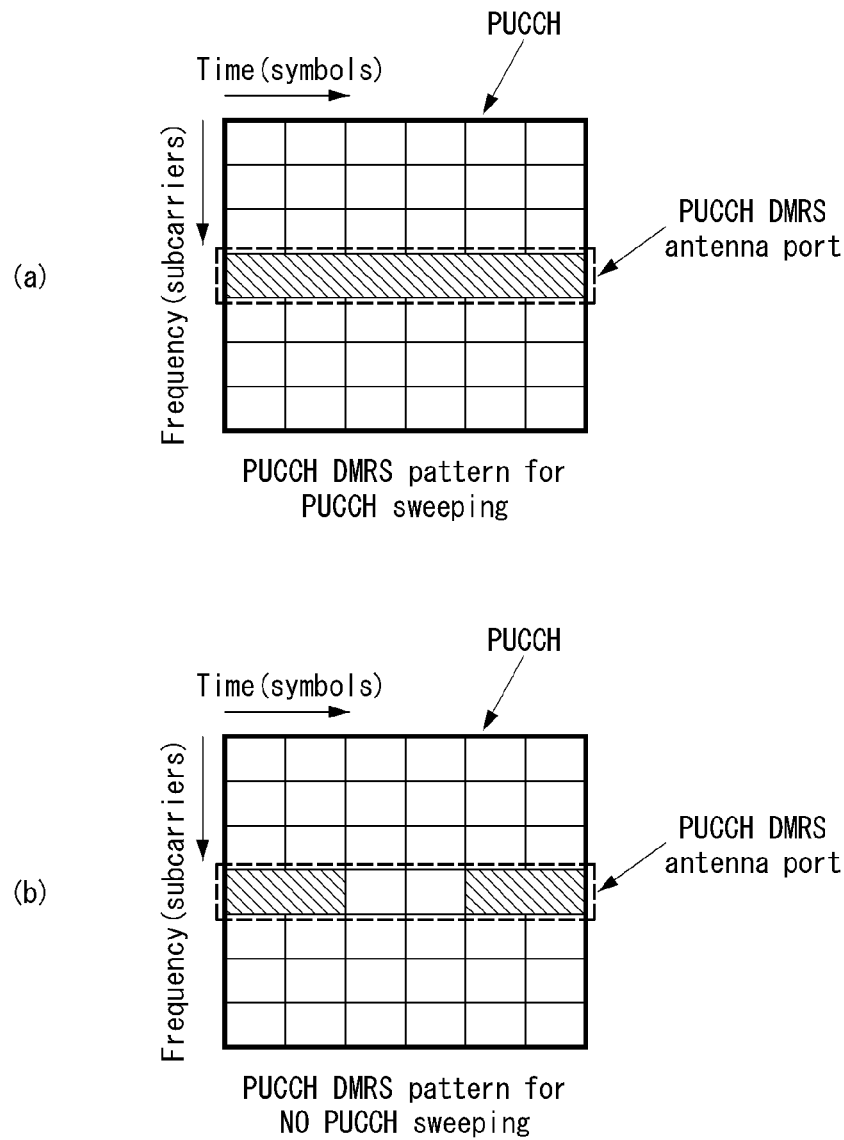 PUCCH
Time(symbols)
Frequency(subcarriers)
PUCCH DMRS
antenna port
(a)
PUCCH DMRS pattern for
PUCCH sweeping
PUCCH
Time(symbols)
Frequency(subcarriers)
PUCCH DMRS
antenna port
(b)
PUCCH DMRS pattern for
NO PUCCH sweeping